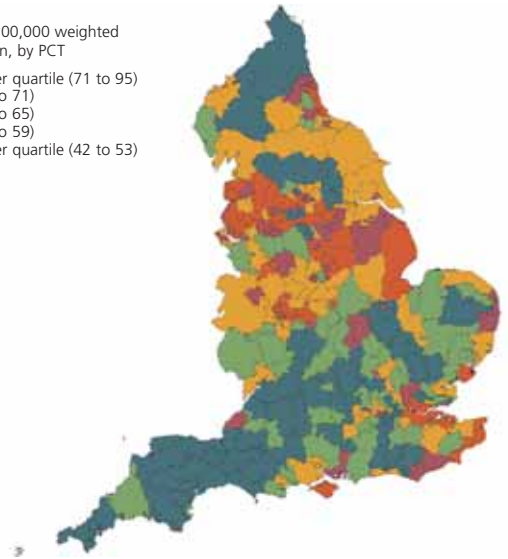 00,000 weighted
n, by PCT
er quartile (71 to 95)
o 71)
o 65)
o 59)
er quartile (42 to 53)